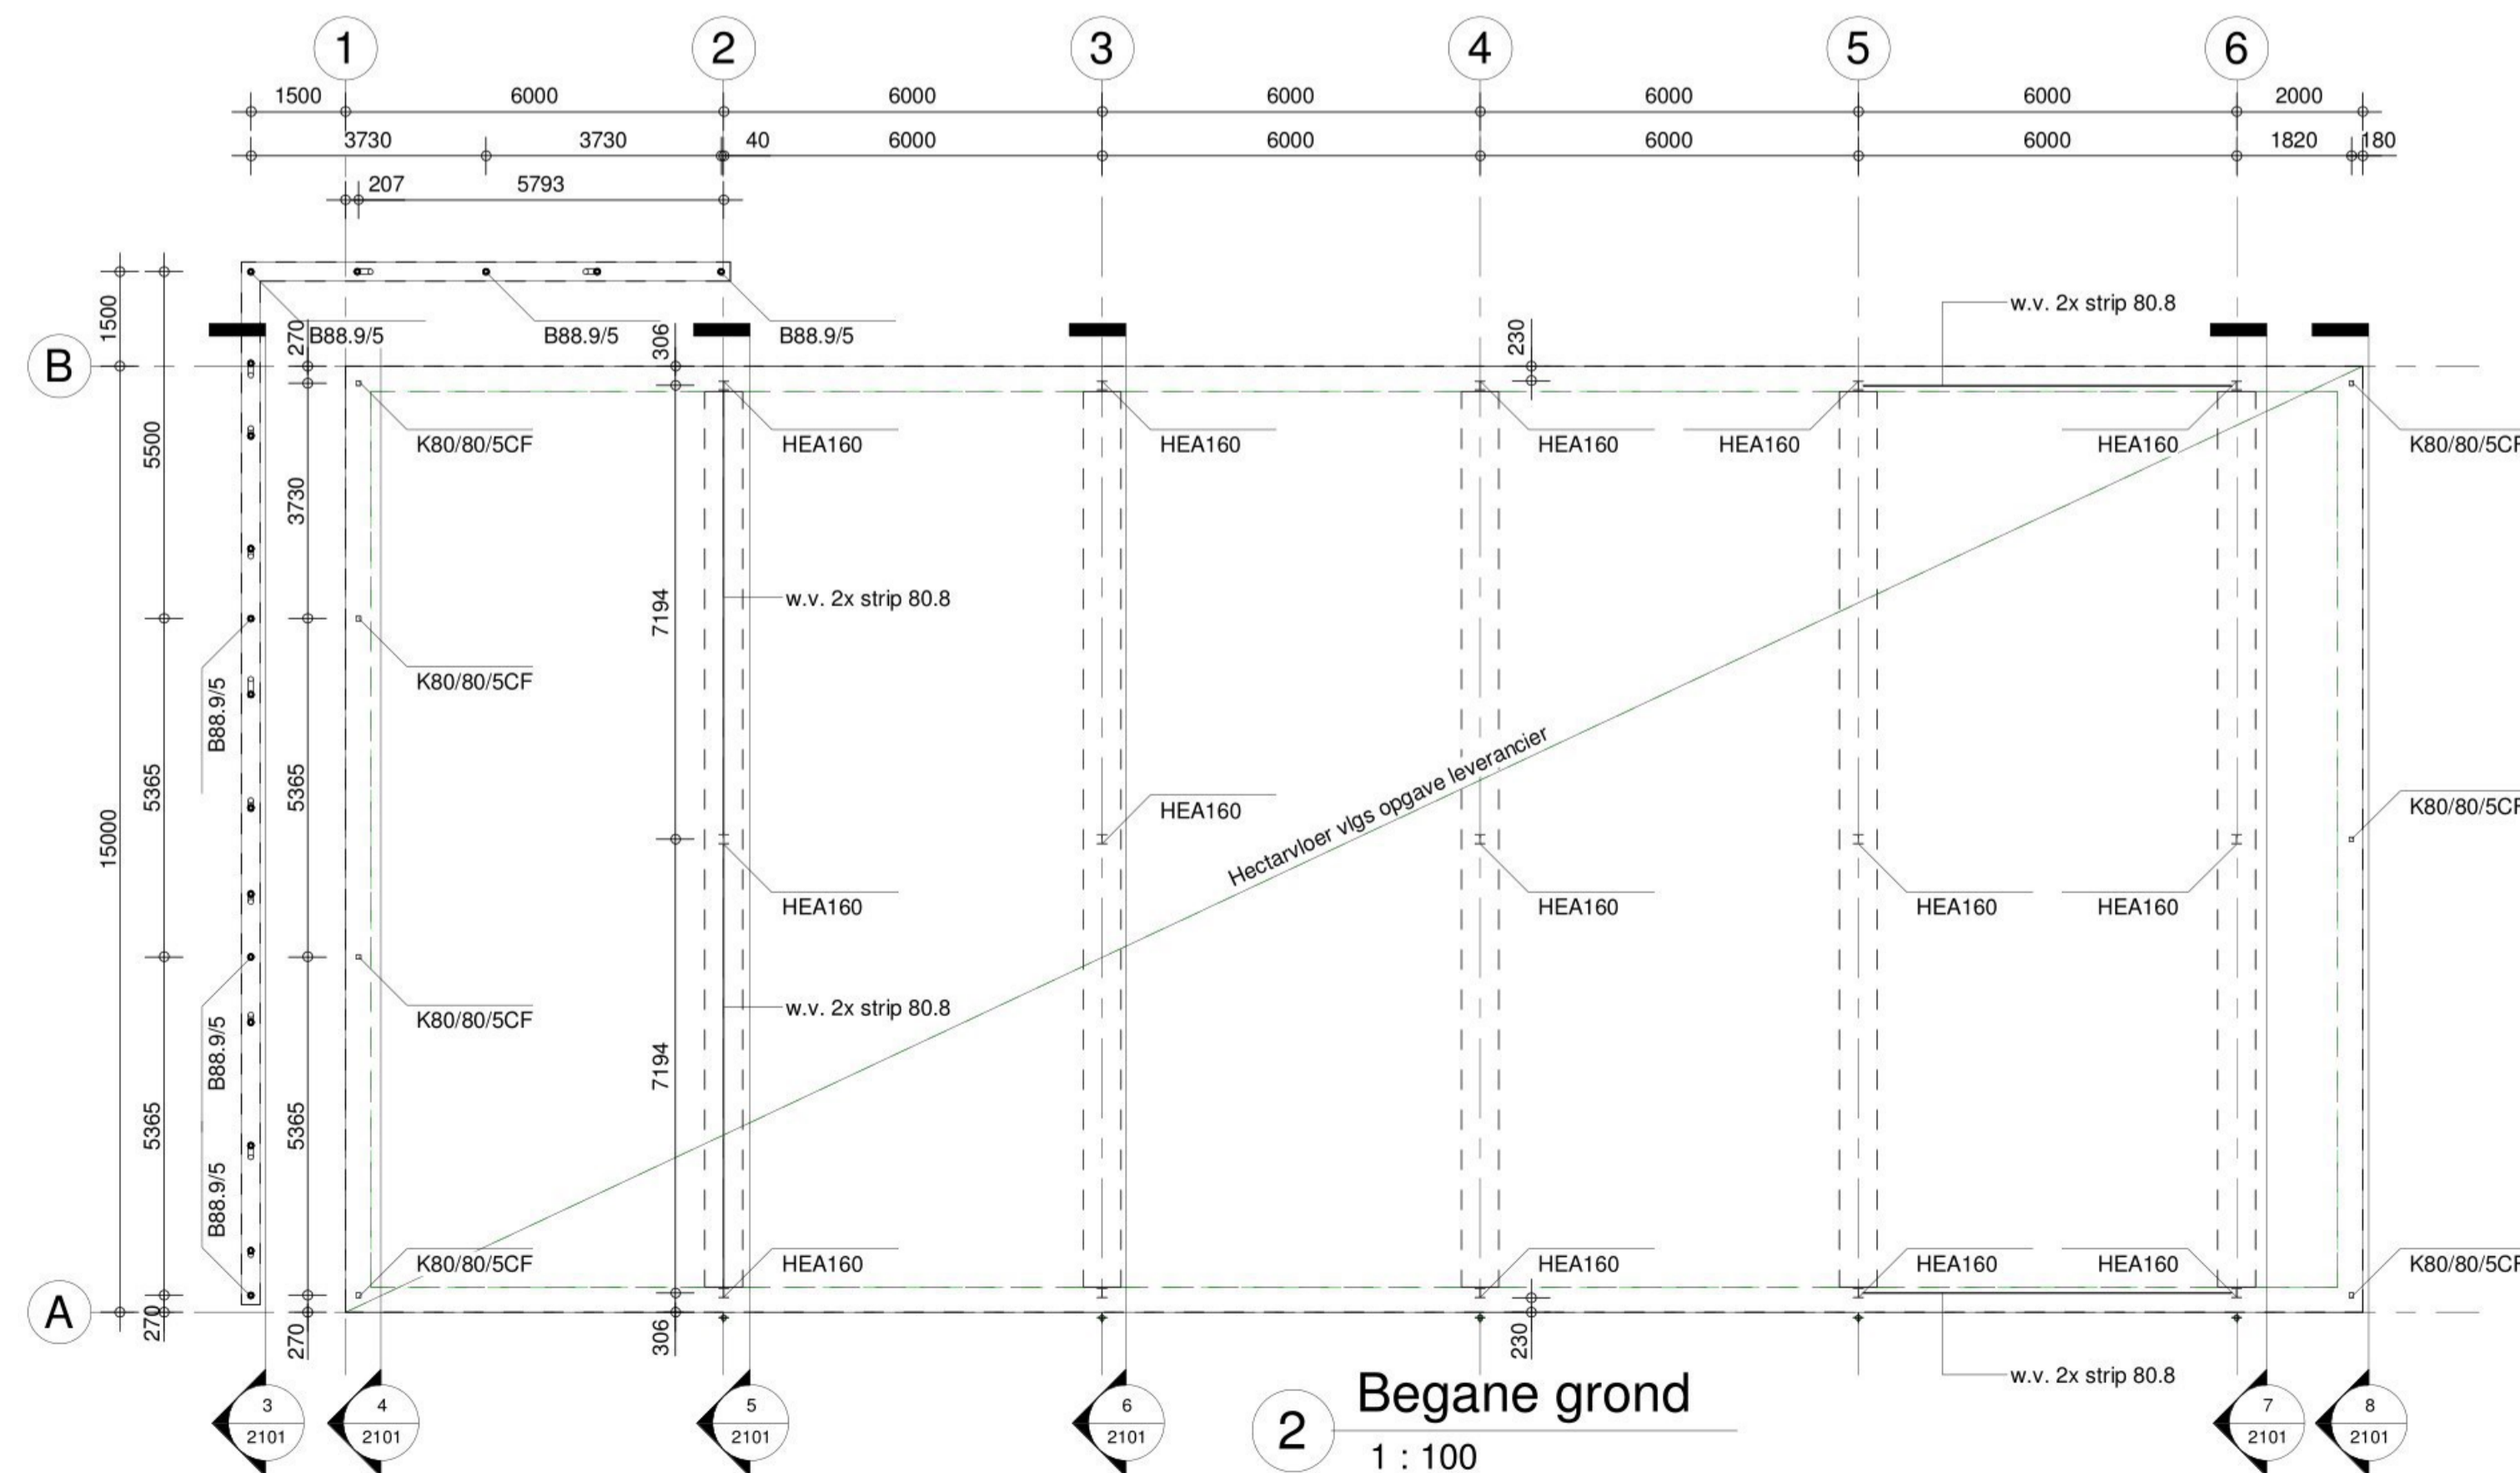 1 2 3 4 5 6
1500 6000 6000 6000 6000 6000 2000
3730 3730 40 6000 6000 6000 6000 1820 180
207 5793
w.v. 2x strip 80.8
1500 270 B88.9/5 B88.9/5 306 B88.9/5 230
B
K80/80/5CF HEA160 HEA160 HEA160 HEA160 HEA160 K80/80/5CF
5500 3730
7194 w.v. 2x strip 80.8
B88.9/5 K80/80/5CF
Hectarvloer vlgs opgave leverancier
15000 5365 5365 HEA160 K80/80/5CF
HEA160 HEA160 HEA160 HEA160
B88.9/5 K80/80/5CF w.v. 2x strip 80.8
5365 5365 7194
B88.9/5
K80/80/5CF HEA160 HEA160 HEA160 HEA160 K80/80/5CF
A
270 270 306 230
w.v. 2x strip 80.8
3 4 5 6 7 8
2101 2101 2101 2101 2101 2101
2 Begane grond
1 : 100